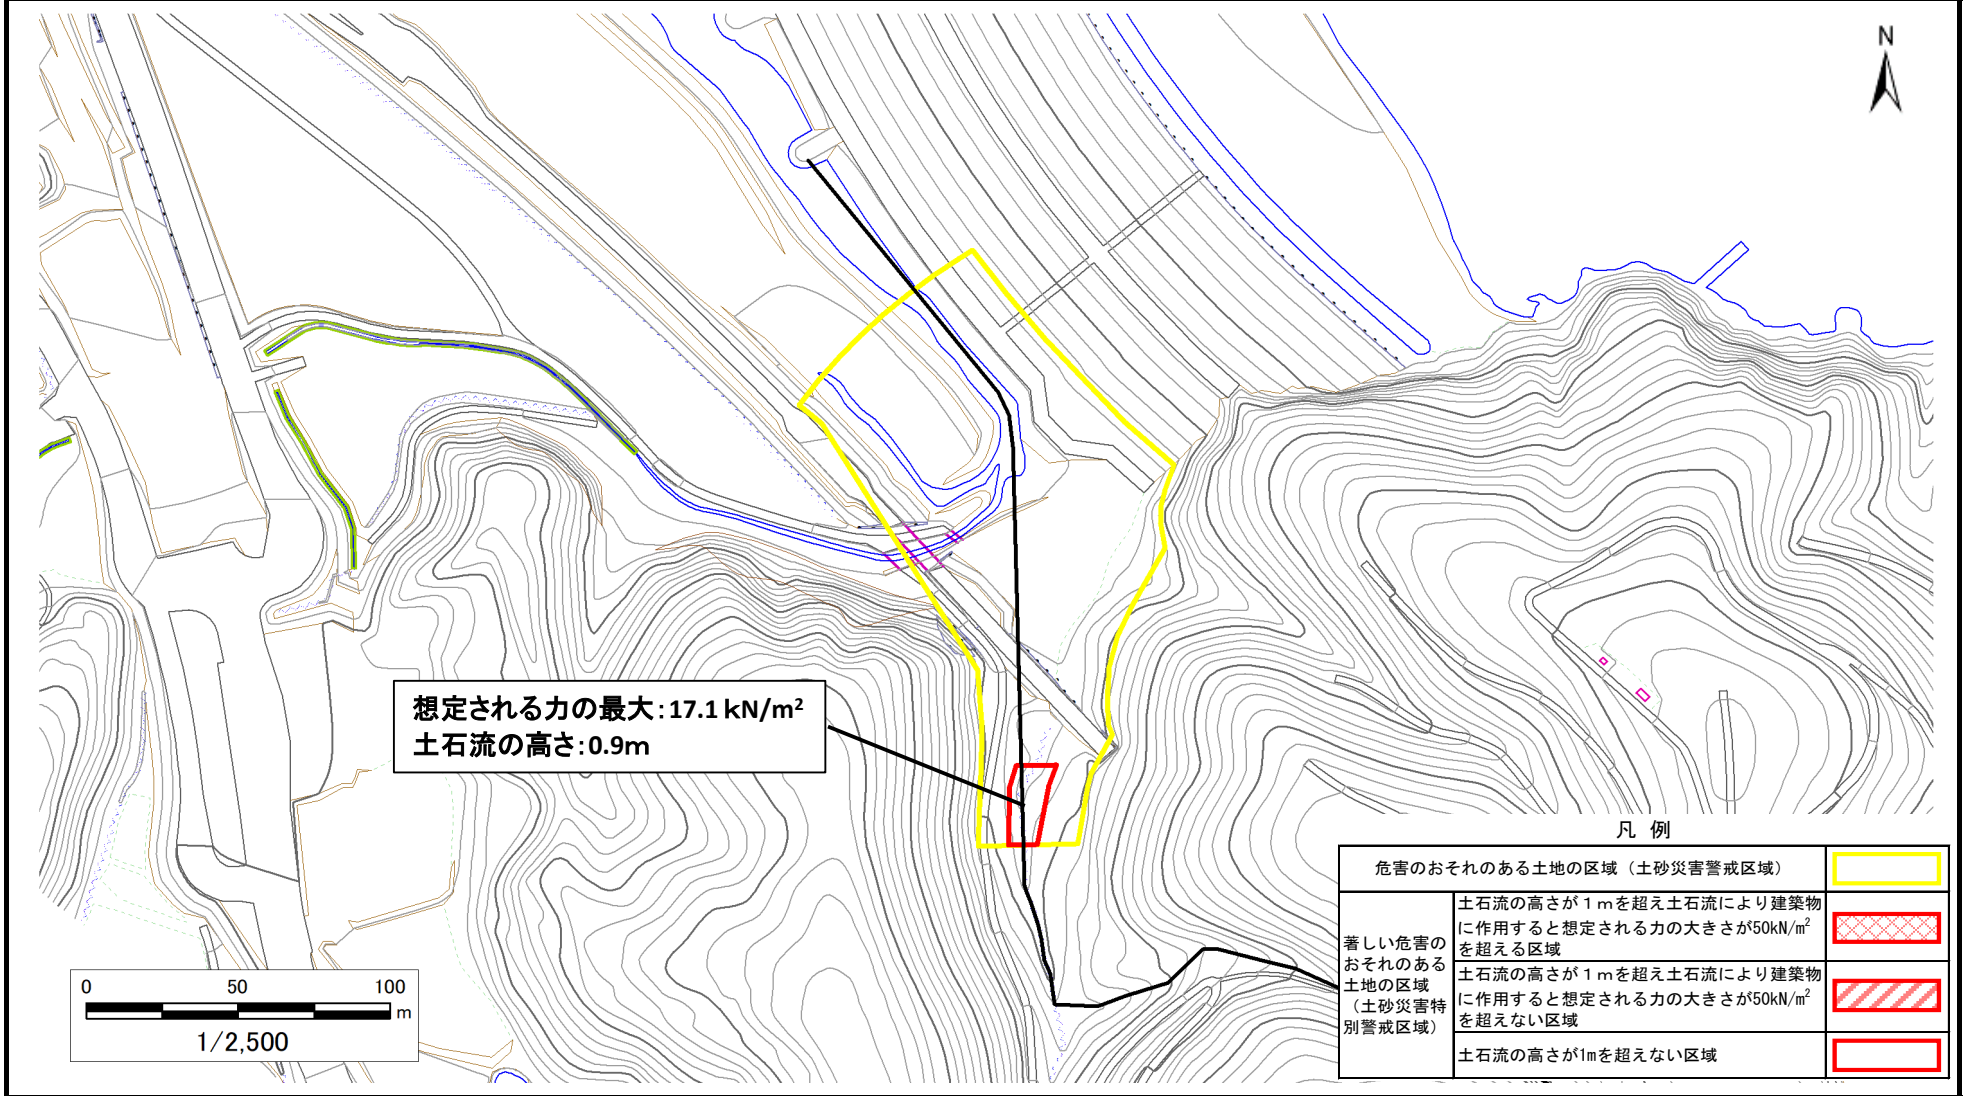 N
想定される力の最大：17.1 kN/m²
土石流の高さ：0.9m
凡 例
危害のおそれのある土地の区域（土砂災害警戒区域）
著しい危害の
おそれのある
土地の区域
（土砂災害特
別警戒区域）
土石流の高さが１ｍを超え土石流により建築物
に作用すると想定される力の大きさが50kN/㎡
を超える区域
土石流の高さが１ｍを超え土石流により建築物
に作用すると想定される力の大きさが50kN/㎡
を超えない区域
土石流の高さが1mを超えない区域
0 50 100
m
1/2,500